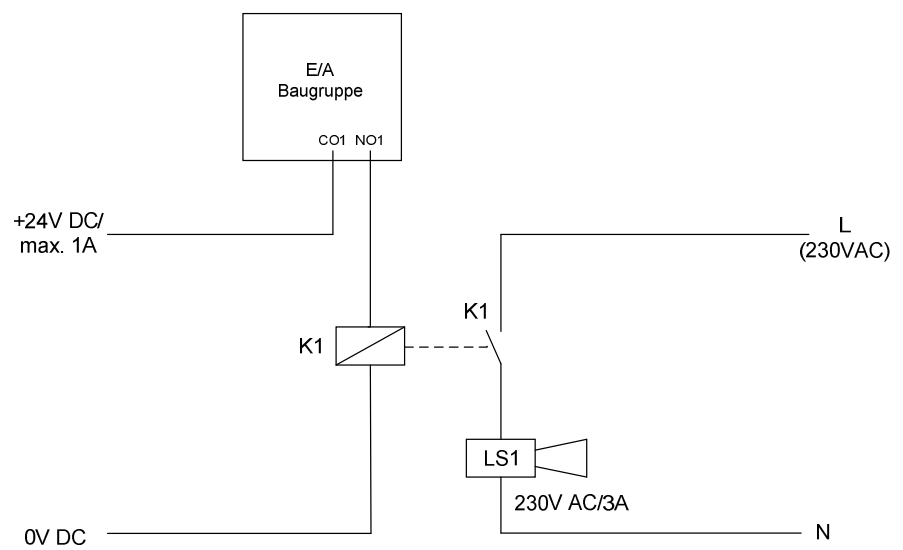 E/A
Baugruppe
CO1 NO1
+24V DC/
max. 1A
L
(230VAC)
K1
K1
LS1
230V AC/3A
0V DC
N